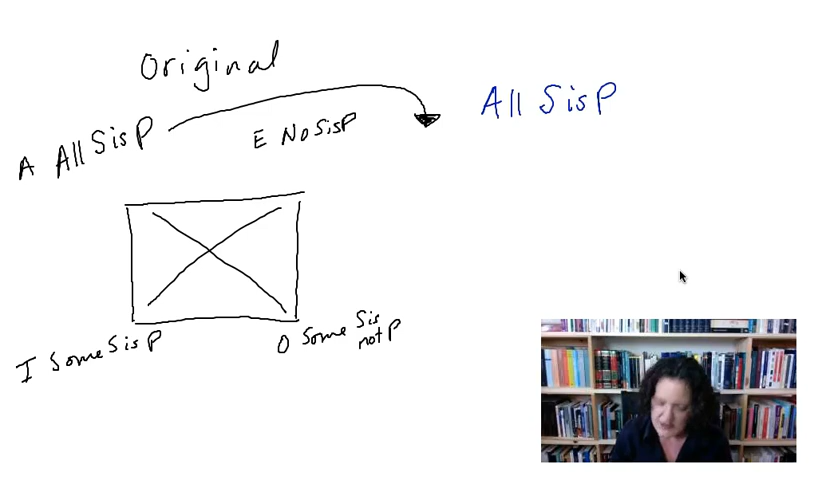 Original
All S is P
A All S is P
E No S is P
I Some S is P
O Some S is
not P